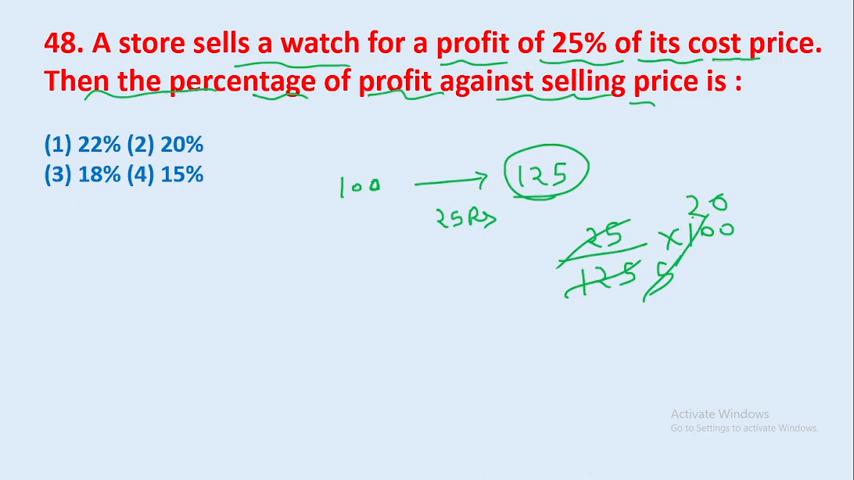 48. A store sells a watch for a profit of 25% of its cost price.
Then the percentage of profit against selling price is :
(1) 22% (2) 20%
(3) 18% (4) 15%
100 → 125
25Rs
20
25 ×100
125 5
Activate Windows
Go to Settings to activate Windows.